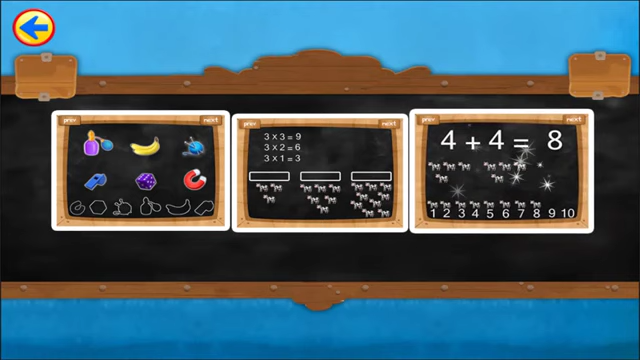 prev next
prev next
3 x 3 = 9
3 x 2 = 6
3 x 1 = 3
prev next
4 + 4 = 8
1 2 3 4 5 6 7 8 9 10